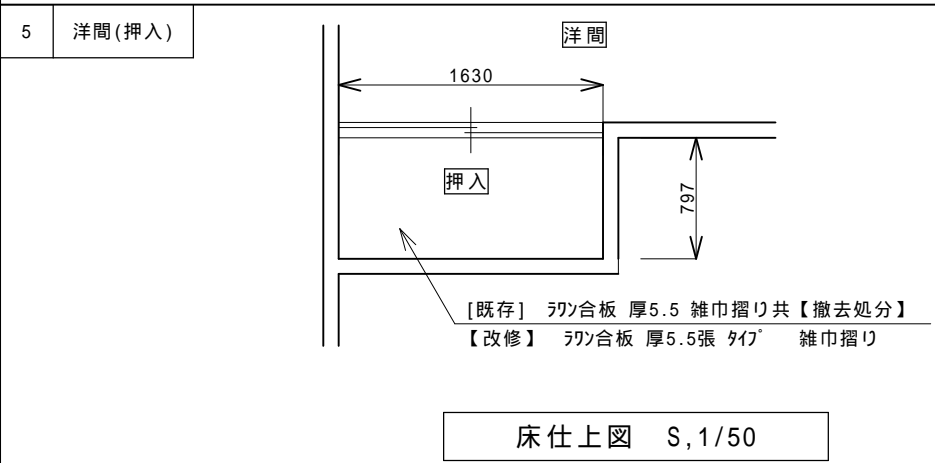 5 洋間(押入)
洋間
1630
押入
797
[既存] ﾗﾜﾝ合板 厚5.5 雑巾摺り共【撤去処分】
【改修】 ﾗﾜﾝ合板 厚5.5張 ﾀｲﾌﾟ 雑巾摺り
床仕上図 S,1/50